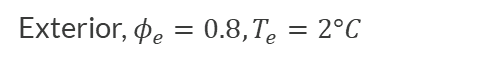 Exterior, 𝜙ₑ = 0.8, Tₑ = 2°C